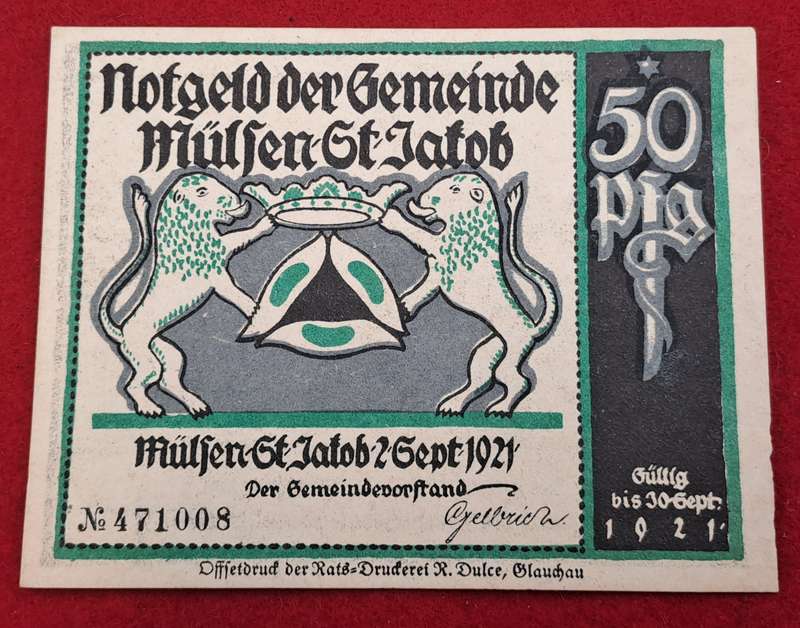 Notgeld der Gemeinde
Mülsen-St-Jakob
50
Pfg
Mülsen-St-Jakob 2 Sept 1921
Der Gemeindevorstand
№ 471008
Gelbrich.
Gültig
bis 30 Sept.
1921
Offsetdruck der Rats=Druckerei R. Dulce, Glauchau